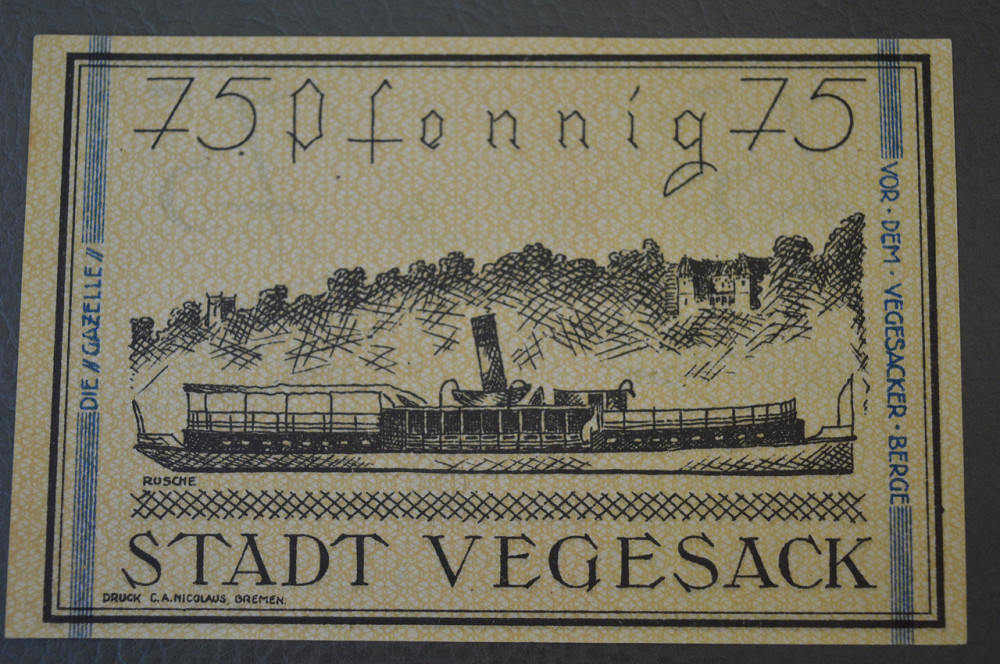 75 Pfennig 75
DIE "GAZELLE"
VOR · DEM · VEGESACKER · BERGE
RUSCHE
STADT VEGESACK
DRUCK C.A.NICOLAUS, BREMEN.